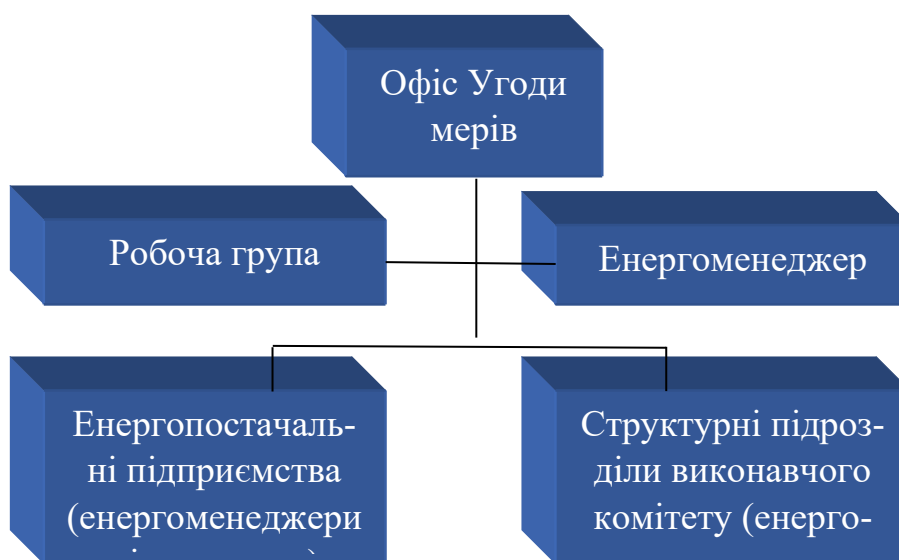 Офіс Угоди
мерів
Робоча група
Енергоменеджер
Енергопостачаль-
ні підприємства
(енергоменеджери
Структурні підроз-
діли виконавчого
комітету (енерго-